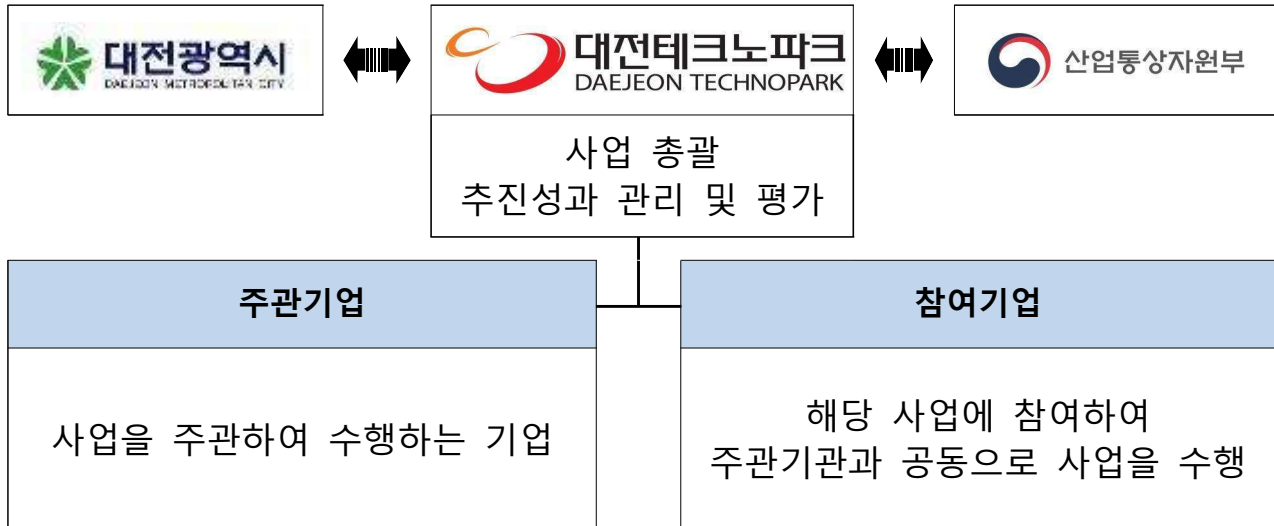 대전광역시
DAEJEON METROPOLITAN CITY
대전테크노파크
DAEJEON TECHNOPARK
산업통상자원부
사업 총괄
추진성과 관리 및 평가
주관기업
사업을 주관하여 수행하는 기업
참여기업
해당 사업에 참여하여
주관기관과 공동으로 사업을 수행